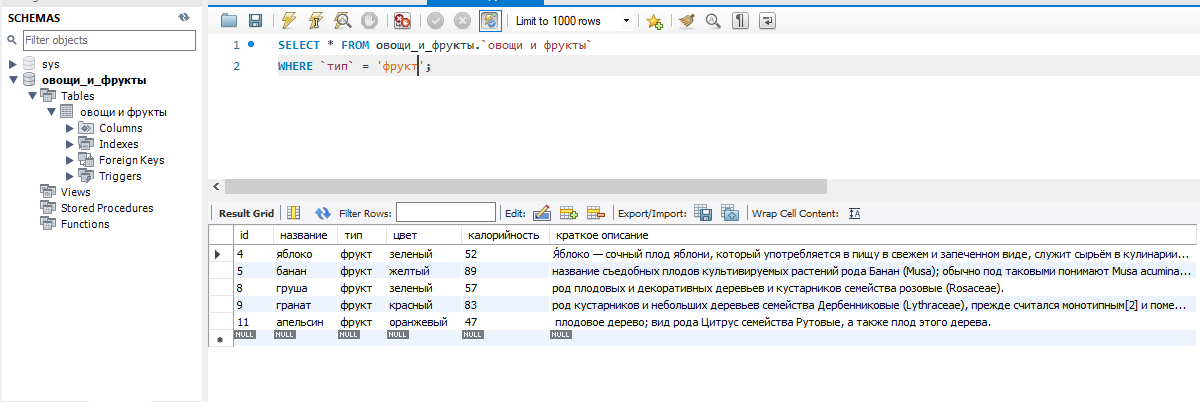 SCHEMAS
Filter objects
sys
овощи_и_фрукты
Tables
овощи и фрукты
Columns
Indexes
Foreign Keys
Triggers
Views
Stored Procedures
Functions
Limit to 1000 rows
1 SELECT * FROM овощи_и_фрукты.`овощи и фрукты`
2 WHERE `тип` = 'фрукт';
Result Grid Filter Rows: Edit: Export/Import: Wrap Cell Content:
id название тип цвет калорийность краткое описание
4 яблоко фрукт зеленый 52 Я́блоко — сочный плод яблони, который употребляется в пищу в свежем и запеченном виде, служит сырьём в кулинарии...
5 банан фрукт желтый 89 название съедобных плодов культивируемых растений рода Банан (Musa); обычно под таковыми понимают Musa acumina...
8 груша фрукт зеленый 57 род плодовых и декоративных деревьев и кустарников семейства розовые (Rosaceae).
9 гранат фрукт красный 83 род кустарников и небольших деревьев семейства Дербенниковые (Lythraceae), прежде считался монотипным[2] и поме...
11 апельсин фрукт оранжевый 47 плодовое дерево; вид рода Цитрус семейства Рутовые, а также плод этого дерева.
NULL NULL NULL NULL NULL NULL